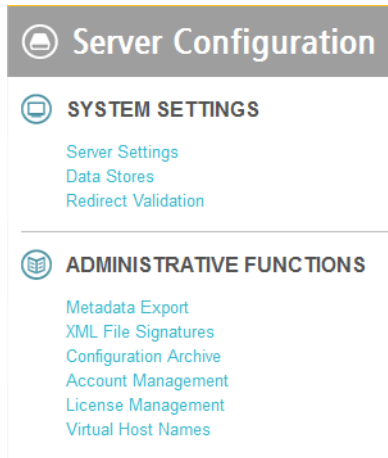 Server Configuration
SYSTEM SETTINGS
Server Settings
Data Stores
Redirect Validation
ADMINISTRATIVE FUNCTIONS
Metadata Export
XML File Signatures
Configuration Archive
Account Management
License Management
Virtual Host Names